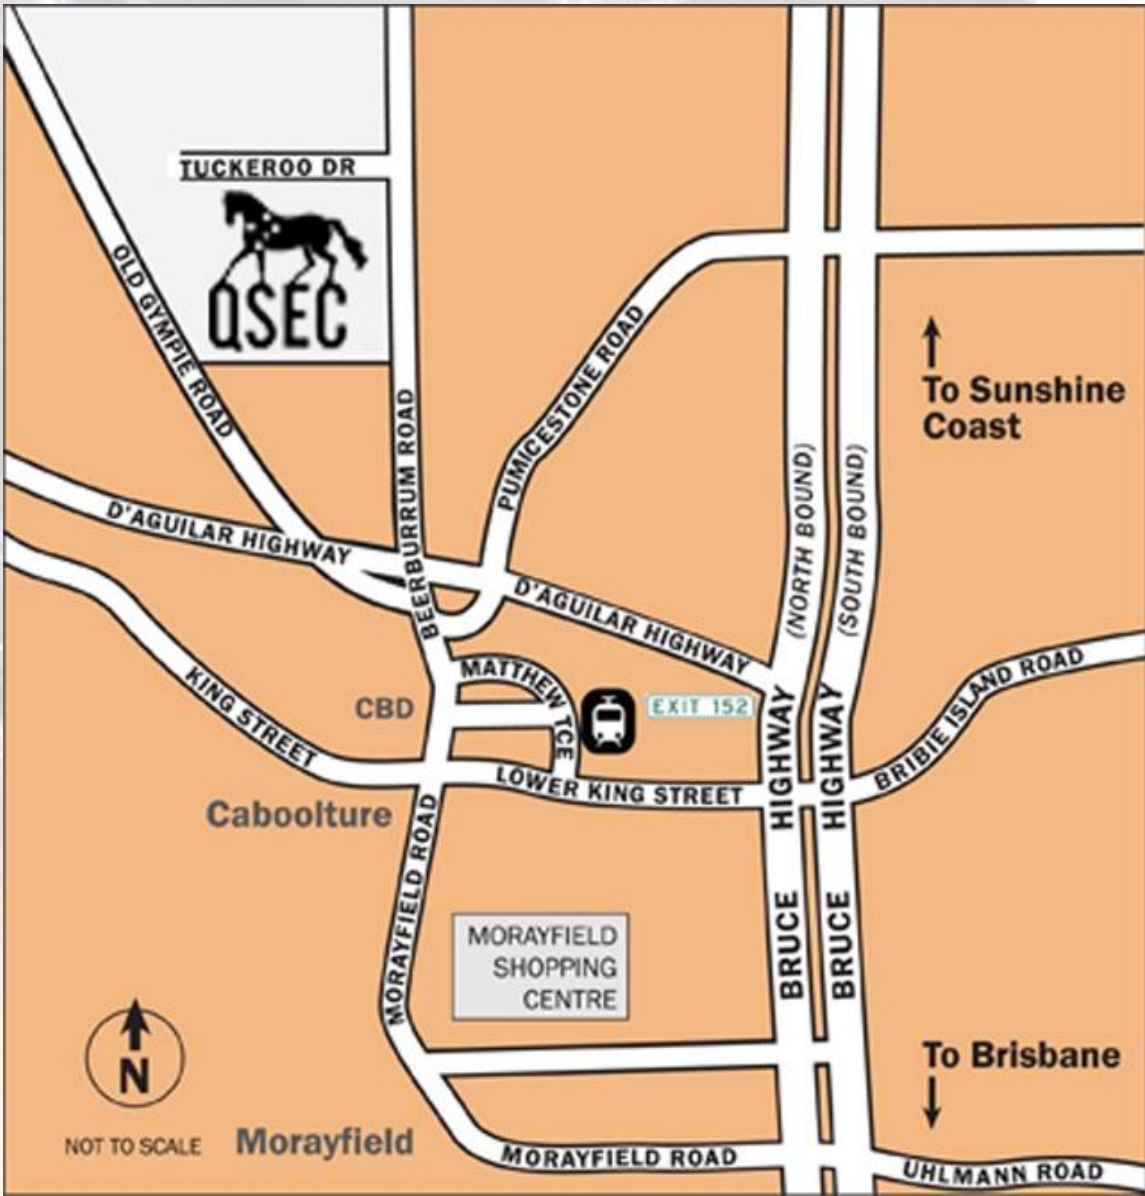 TUCKEROO DR
QSEC
OLD GYMPIE ROAD
BEERBURRUM ROAD
PUMICESTONE ROAD
To Sunshine
Coast
(NORTH BOUND)
(SOUTH BOUND)
D'AGUILAR HIGHWAY
D'AGUILAR HIGHWAY
MATTHEW TCE
EXIT 152
CBD
KING STREET
LOWER KING STREET
BRIBIE ISLAND ROAD
Caboolture
BRUCE HIGHWAY
BRUCE HIGHWAY
MORAYFIELD ROAD
MORAYFIELD
SHOPPING
CENTRE
To Brisbane
N
NOT TO SCALE
Morayfield
MORAYFIELD ROAD
UHLMANN ROAD